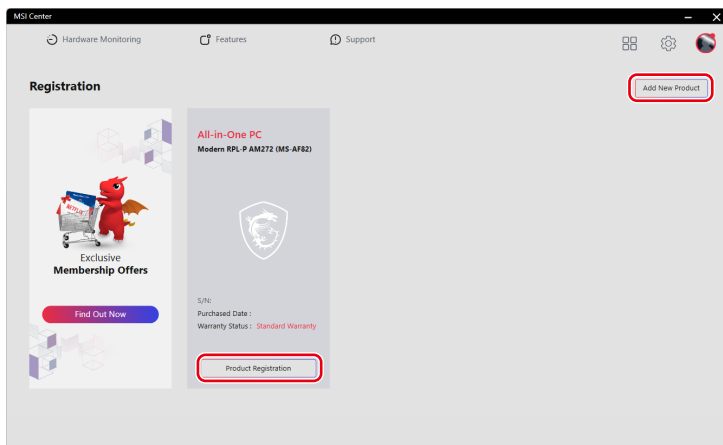 MSI Center
Hardware Monitoring
Features
Support
Registration
Add New Product
All-in-One PC
Modern RPL-P AM272 (MS-AF82)
NETFLIX
Exclusive
Membership Offers
Find Out Now
S/N:
Purchased Date :
Warranty Status : Standard Warranty
Product Registration